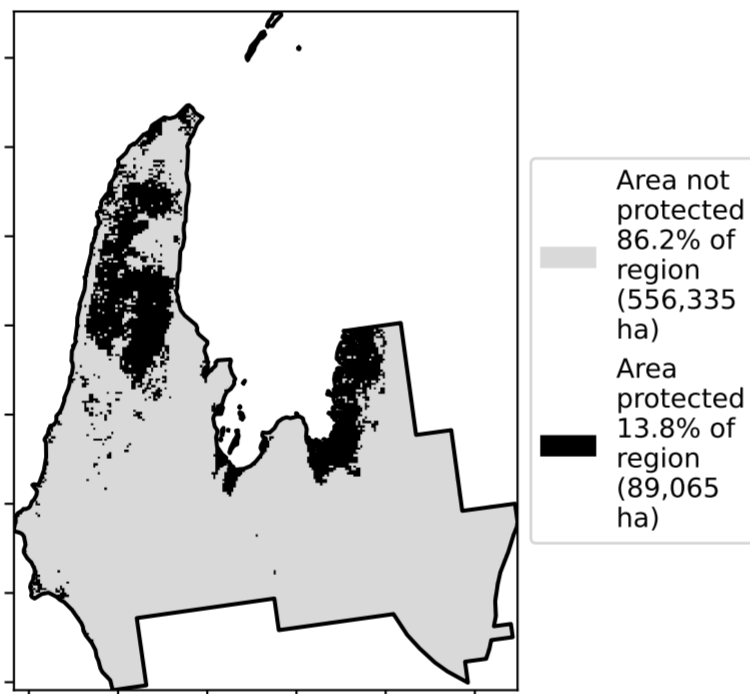 Area not
protected
86.2% of
region
(556,335
ha)
Area
protected
13.8% of
region
(89,065
ha)